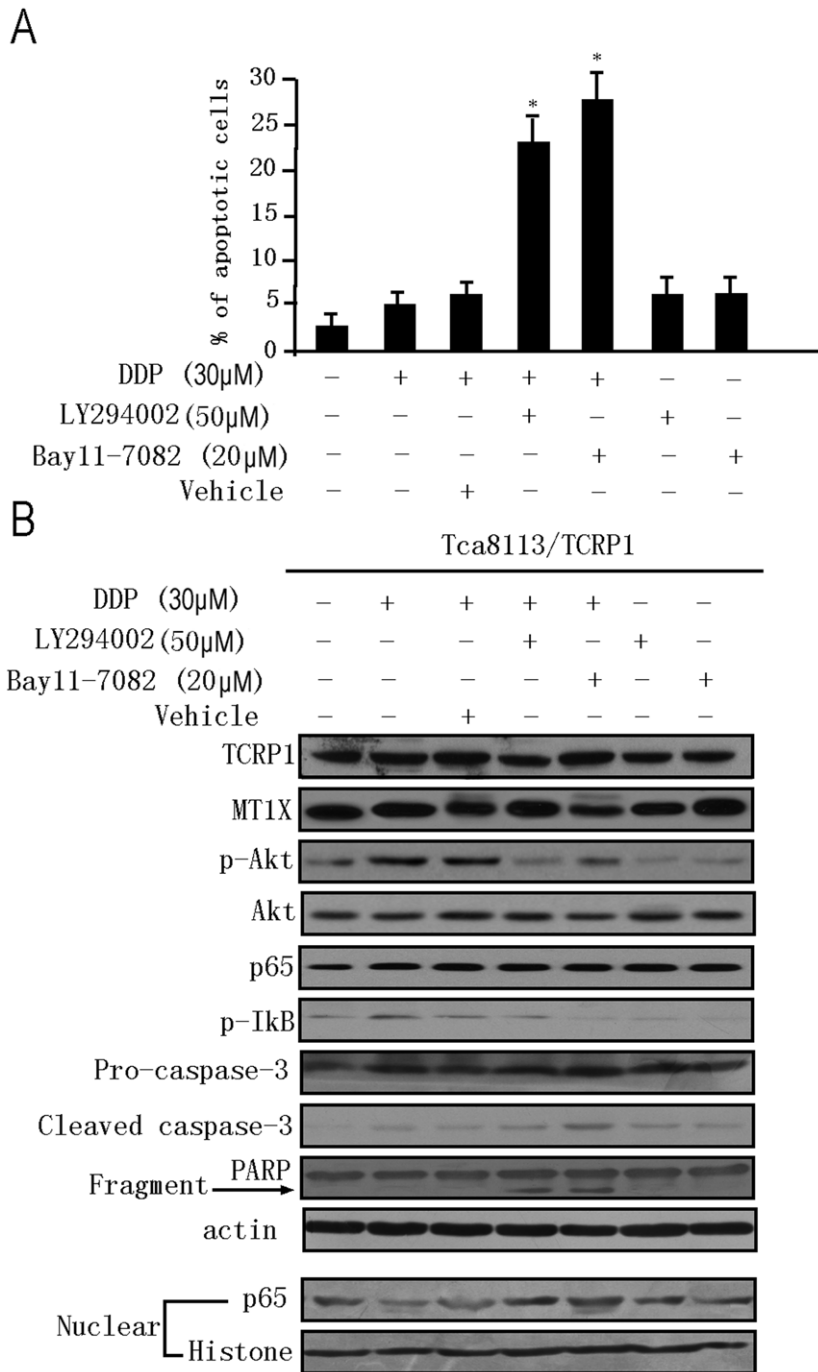 A
% of apoptotic cells
30
25
20
15
10
5
0
* *
DDP (30μM) − + + + + − −
LY294002 (50μM) − − − + − + −
Bay11-7082 (20μM) − − − − + − +
Vehicle − − + − − − −
B
Tca8113/TCRP1
DDP (30μM) − + + + + − −
LY294002 (50μM) − − − + − + −
Bay11-7082 (20μM) − − − − + − +
Vehicle − − + − − − −
TCRP1
MT1X
p-Akt
Akt
p65
p-IkB
Pro-caspase-3
Cleaved caspase-3
PARP
Fragment
actin
p65
Nuclear
Histone